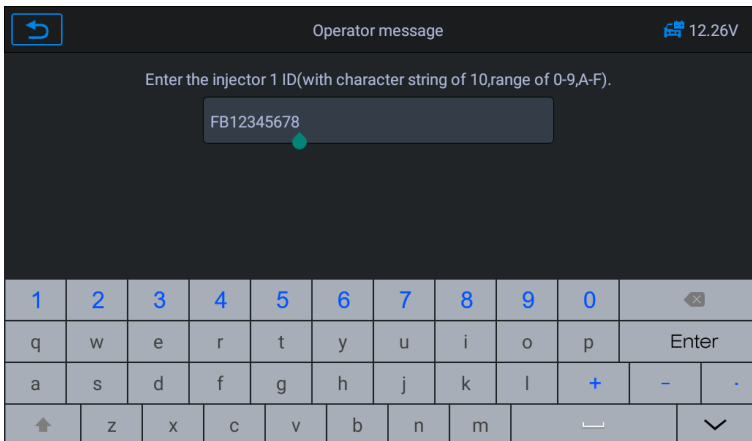 Operator message
12.26V
Enter the injector 1 ID(with character string of 10,range of 0-9,A-F).
FB12345678
1 2 3 4 5 6 7 8 9 0
q w e r t y u i o p Enter
a s d f g h j k l + - .
z x c v b n m